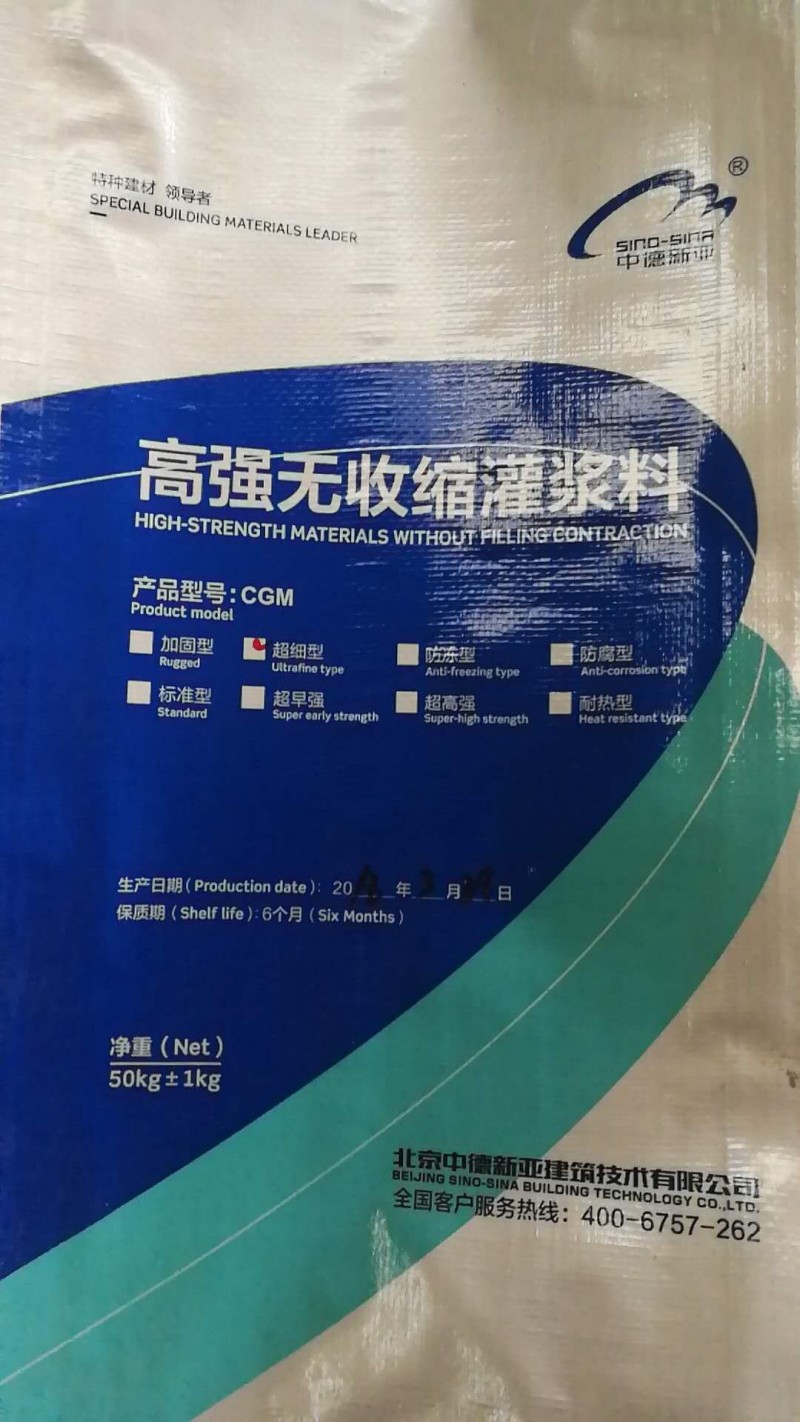 特种建材 领导者
SPECIAL BUILDING MATERIALS LEADER
®
SINO-SINA
中德新亚
高强无收缩灌浆料
HIGH-STRENGTH MATERIALS WITHOUT FILLING CONTRACTION
产品型号:CGM
Product model
加固型 超细型 防冻型 防腐型
Rugged Ultrafine type Anti-freezing type Anti-corrosion type
标准型 超早强 超高强 耐热型
Standard Super early strength Super-high strength Heat resistant type
生产日期(Production date): 20 年 3 月 日
保质期(Shelf life):6个月(Six Months)
净重(Net)
50kg±1kg
北京中德新亚建筑技术有限公司
BEIJING SINO-SINA BUILDING TECHNOLOGY CO.,LTD.
全国客户服务热线:400-6757-262